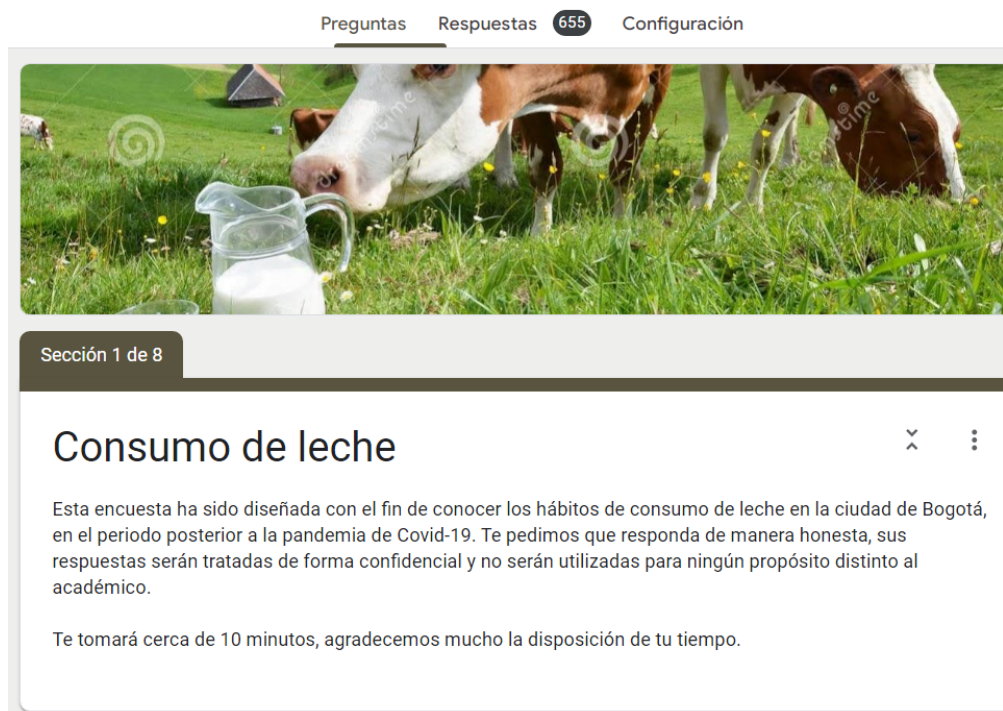 Preguntas Respuestas 655 Configuración
Sección 1 de 8
Consumo de leche
Esta encuesta ha sido diseñada con el fin de conocer los hábitos de consumo de leche en la ciudad de Bogotá,
en el periodo posterior a la pandemia de Covid-19. Te pedimos que responda de manera honesta, sus
respuestas serán tratadas de forma confidencial y no serán utilizadas para ningún propósito distinto al
académico.
Te tomará cerca de 10 minutos, agradecemos mucho la disposición de tu tiempo.